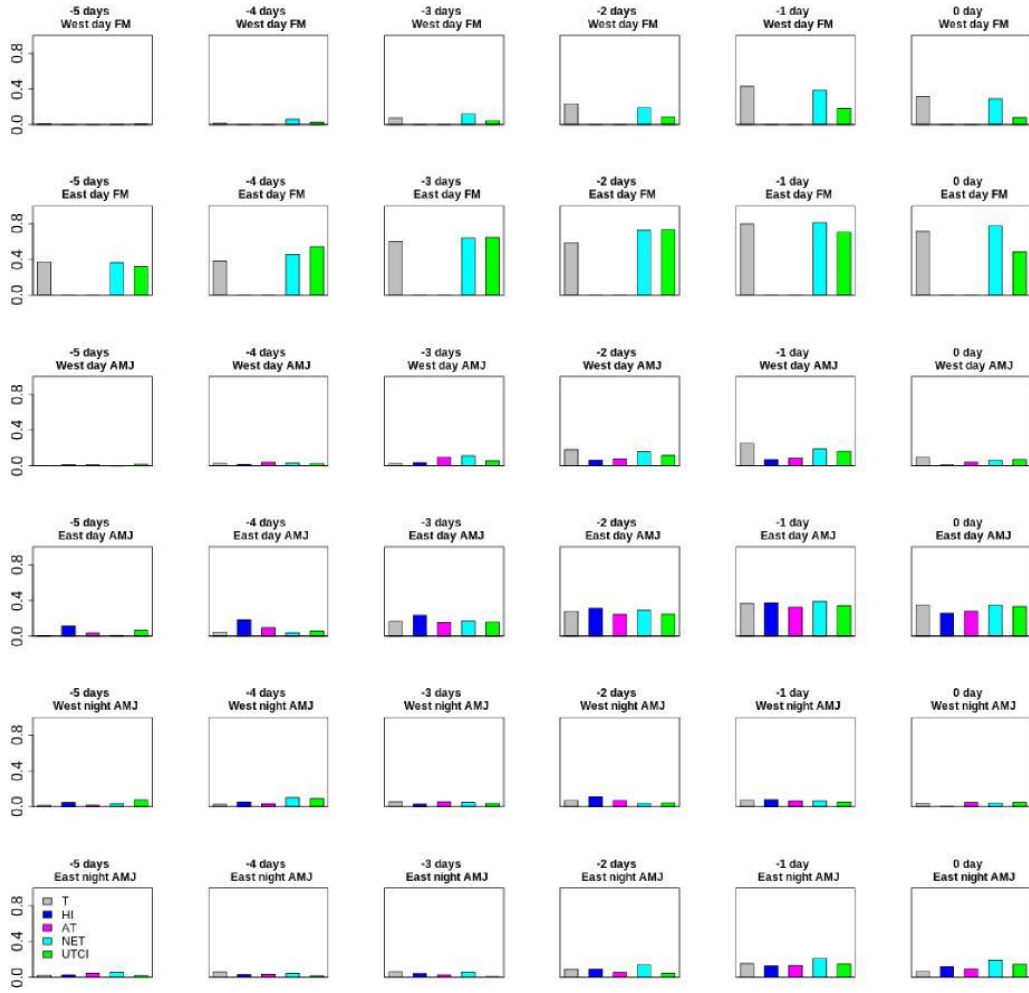 -5 days
West day FM
-4 days
West day FM
-3 days
West day FM
-2 days
West day FM
-1 day
West day FM
0 day
West day FM
0.0 0.4 0.8
-5 days
East day FM
-4 days
East day FM
-3 days
East day FM
-2 days
East day FM
-1 day
East day FM
0 day
East day FM
0.0 0.4 0.8
-5 days
West day AMJ
-4 days
West day AMJ
-3 days
West day AMJ
-2 days
West day AMJ
-1 day
West day AMJ
0 day
West day AMJ
0.0 0.4 0.8
-5 days
East day AMJ
-4 days
East day AMJ
-3 days
East day AMJ
-2 days
East day AMJ
-1 day
East day AMJ
0 day
East day AMJ
0.0 0.4 0.8
-5 days
West night AMJ
-4 days
West night AMJ
-3 days
West night AMJ
-2 days
West night AMJ
-1 day
West night AMJ
0 day
West night AMJ
0.0 0.4 0.8
-5 days
East night AMJ
-4 days
East night AMJ
-3 days
East night AMJ
-2 days
East night AMJ
-1 day
East night AMJ
0 day
East night AMJ
0.0 0.4 0.8
T
HI
AT
NET
UTCI